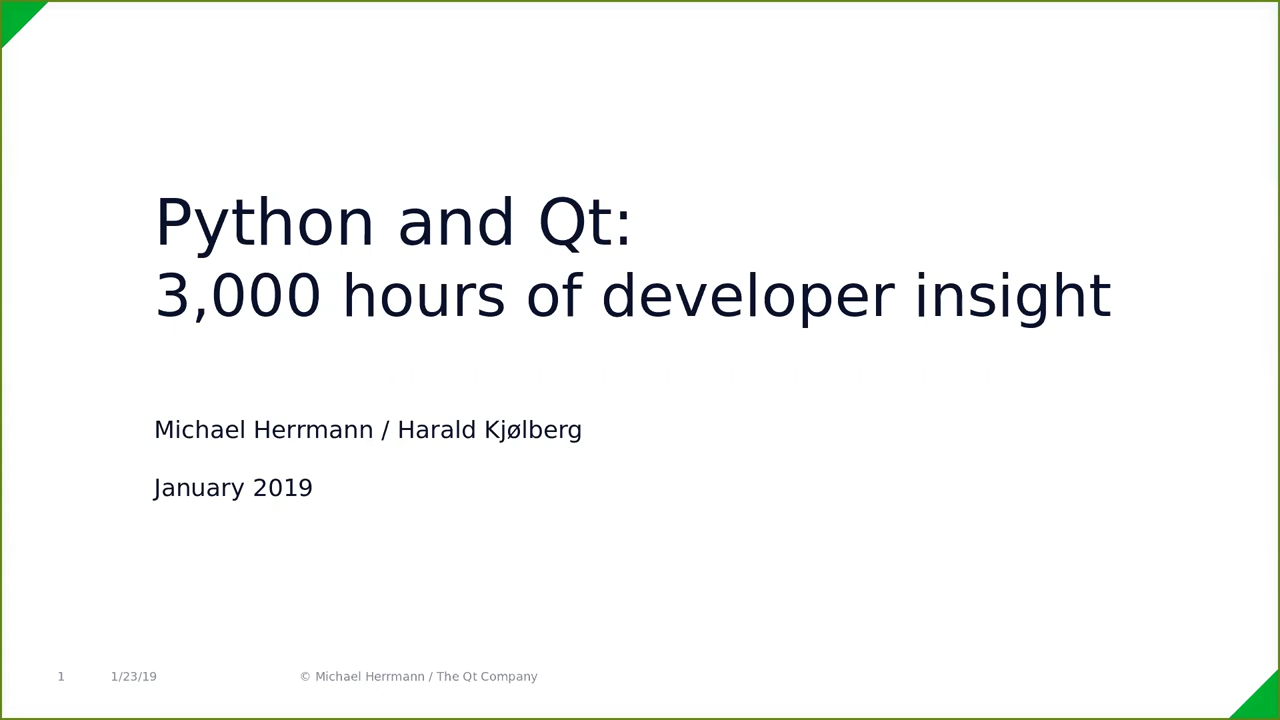 Python and Qt:
3,000 hours of developer insight
Michael Herrmann / Harald Kjølberg
January 2019
1 1/23/19 © Michael Herrmann / The Qt Company